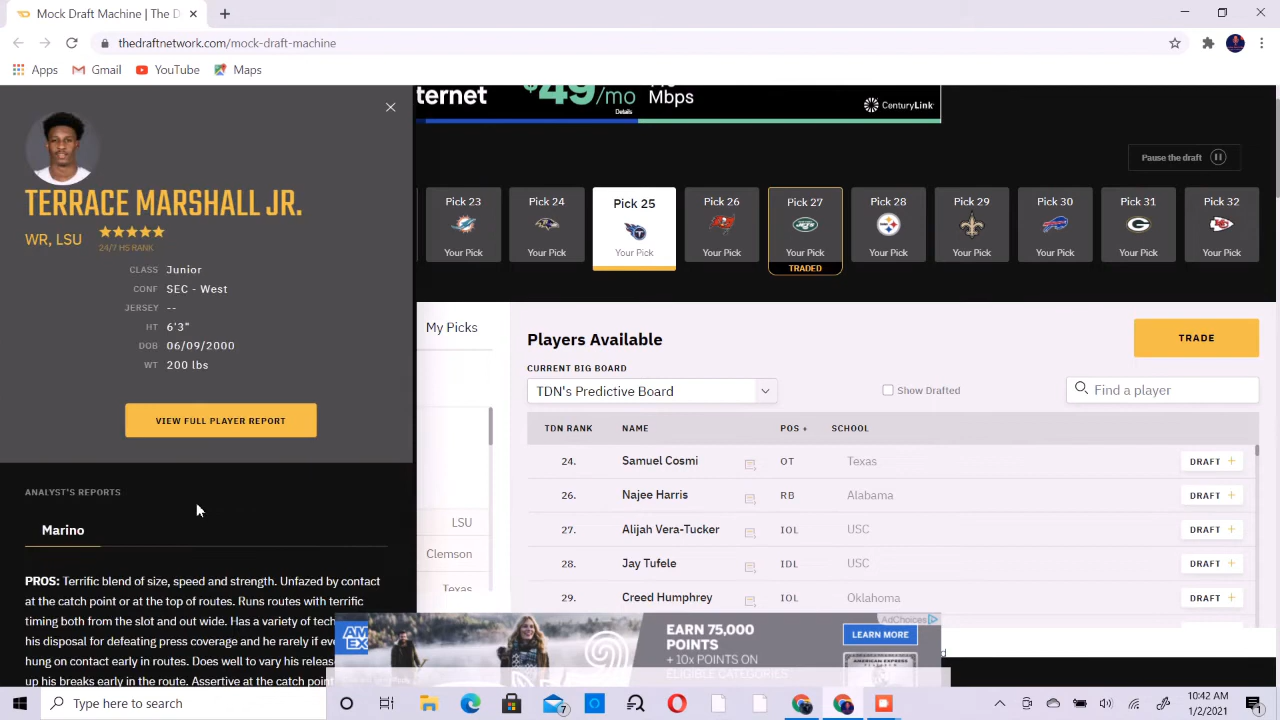 Mock Draft Machine | The D
thedraftnetwork.com/mock-draft-machine
Apps Gmail YouTube Maps
ternet $49/mo Mbps
Details
CenturyLink
TERRACE MARSHALL JR.
WR, LSU
24/7 HS RANK
CLASS Junior
CONF SEC - West
JERSEY --
HT 6'3"
DOB 06/09/2000
WT 200 lbs
VIEW FULL PLAYER REPORT
ANALYST'S REPORTS
Marino
PROS: Terrific blend of size, speed and strength. Unfazed by contact
at the catch point or at the top of routes. Runs routes with terrific
timing both from the slot and out wide. Has a variety of tech
his disposal for defeating press coverage and he rarely if eve
hung on contact early in routes. Does well to vary his releas
up his breaks early in the route. Assertive at the catch point
Pause the draft
Pick 23 Pick 24 Pick 25 Pick 26 Pick 27 Pick 28 Pick 29 Pick 30 Pick 31 Pick 32
Your Pick Your Pick Your Pick Your Pick Your Pick Your Pick Your Pick Your Pick Your Pick Your Pick
TRADED
My Picks
LSU
Clemson
Texas
Players Available
TRADE
CURRENT BIG BOARD
TDN's Predictive Board
Show Drafted
Find a player
TDN RANK NAME POS + SCHOOL
24. Samuel Cosmi OT Texas DRAFT +
26. Najee Harris RB Alabama DRAFT +
27. Alijah Vera-Tucker IOL USC DRAFT +
28. Jay Tufele IDL USC DRAFT +
29. Creed Humphrey IOL Oklahoma DRAFT +
AM
EX
EARN 75,000
POINTS
+ 10x POINTS ON
ELIGIBLE CATEGORIES
AdChoices
LEARN MORE
Type here to search
7
10:42 AM
1/2/2021
1